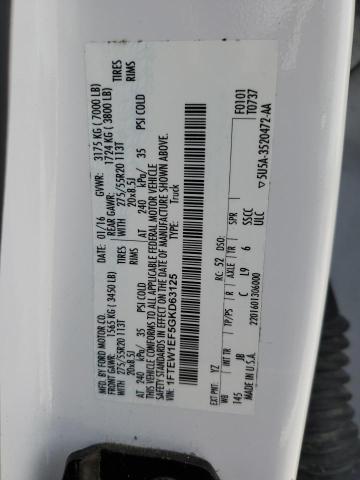 MFD. BY FORD MOTOR CO.
DATE: 01/16 GVWR: 3175 KG ( 7000 LB)
FRONT GAWR: 1565 KG ( 3450 LB) REAR GAWR: 1724 KG ( 3800 LB)
275/55R20 113T TIRES 275/55R20 113T TIRES
20x8.5J RIMS 20x8.5J RIMS
AT 240 kPa/ 35 PSI COLD AT 240 kPa/ 35 PSI COLD
THIS VEHICLE CONFORMS TO ALL APPLICABLE FEDERAL MOTOR VEHICLE
SAFETY STANDARDS IN EFFECT ON THE DATE OF MANUFACTURE SHOWN ABOVE.
VIN: 1FTEW1EF5GKD63125 Truck
F0101
T0737
EXT PNT: YZ RC: 52 DSO:
WB INT TR TP/PS R AXLE TR SPR
145 JB C L9 6 SSCC
2201601306000 ULC
MADE IN U.S.A. 5U5A-3520472-AA